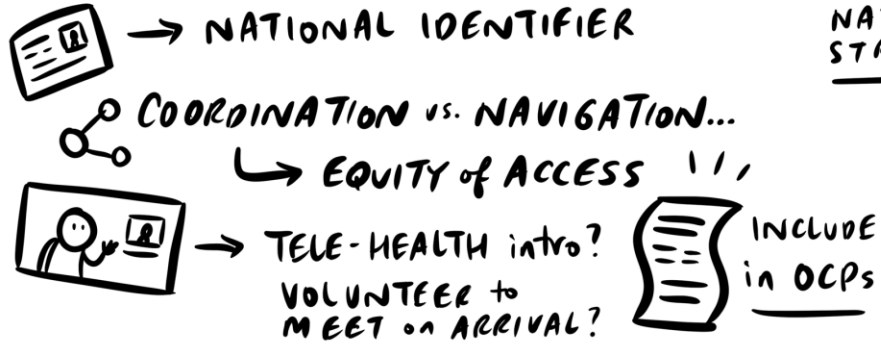 → NATIONAL IDENTIFIER
COORDINATION vs. NAVIGATION...
↳ EQUITY of ACCESS
→ TELE-HEALTH intro?
VOLUNTEER to
MEET on ARRIVAL?
INCLUDE
in OCPs